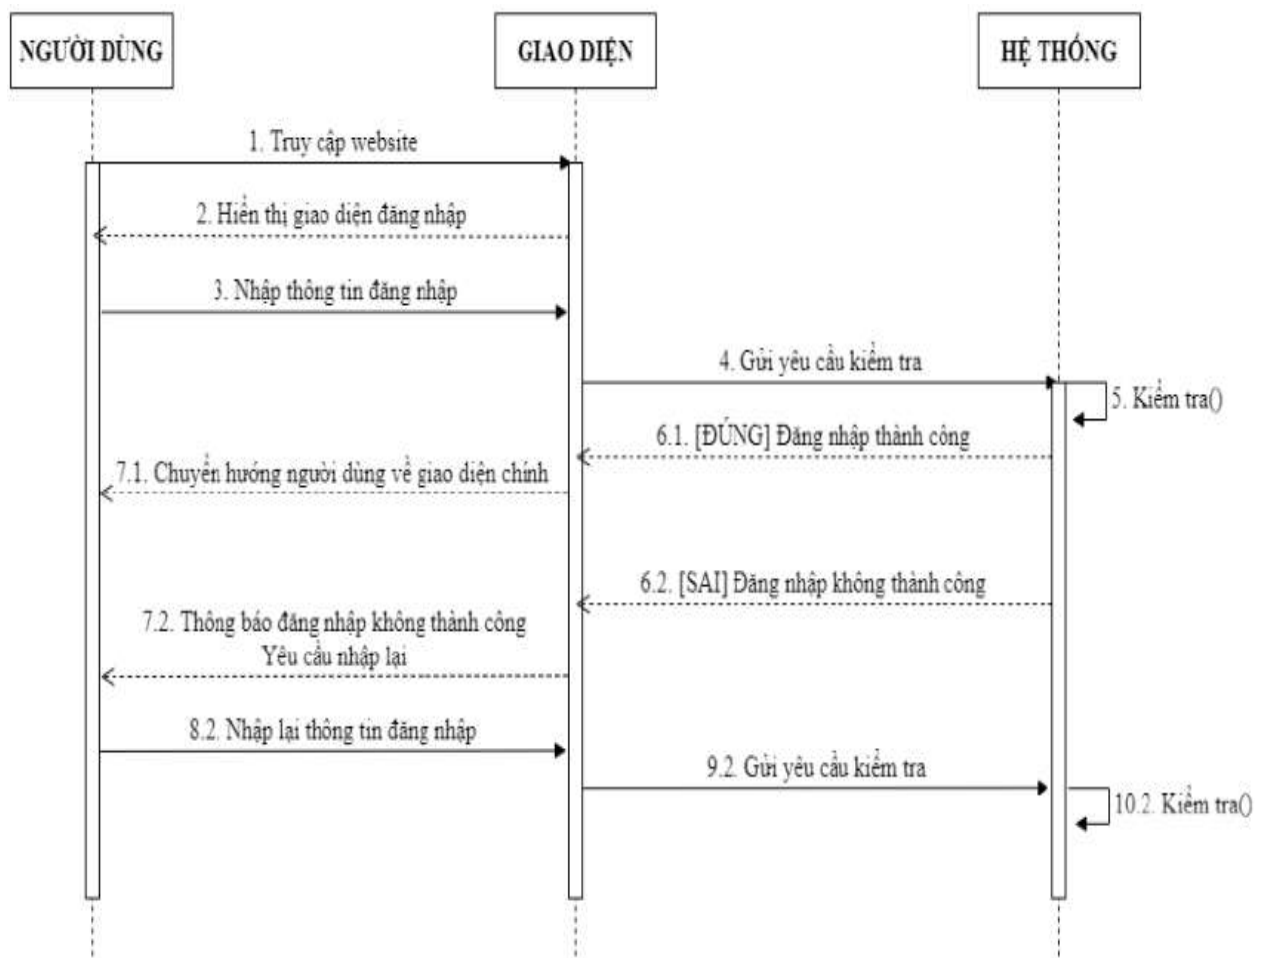 NGƯỜI DÙNG
GIAO DIỆN
HỆ THỐNG
1. Truy cập website
2. Hiển thị giao diện đăng nhập
3. Nhập thông tin đăng nhập
4. Gửi yêu cầu kiểm tra
5. Kiểm tra()
6.1. [ĐÚNG] Đăng nhập thành công
7.1. Chuyển hướng người dùng về giao diện chính
6.2. [SAI] Đăng nhập không thành công
7.2. Thông báo đăng nhập không thành công
Yêu cầu nhập lại
8.2. Nhập lại thông tin đăng nhập
9.2. Gửi yêu cầu kiểm tra
10.2. Kiểm tra()